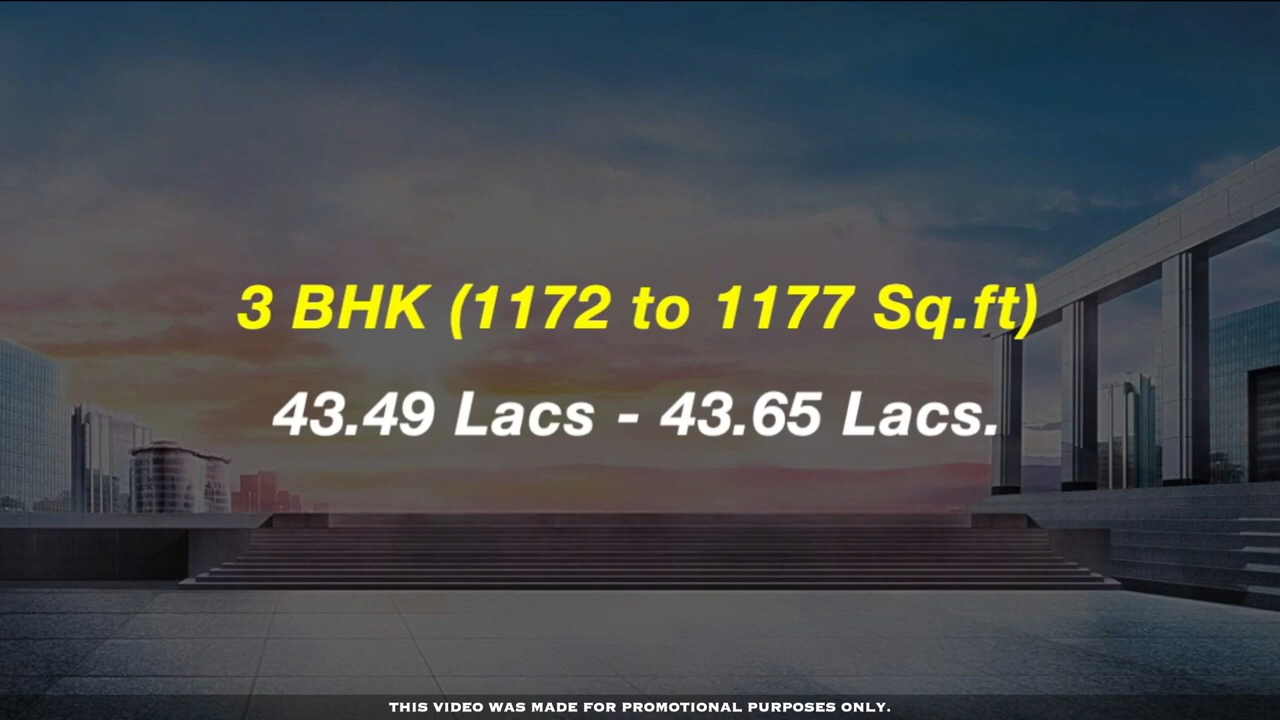 3 BHK (1172 to 1177 Sq.ft)
43.49 Lacs - 43.65 Lacs.
THIS VIDEO WAS MADE FOR PROMOTIONAL PURPOSES ONLY.